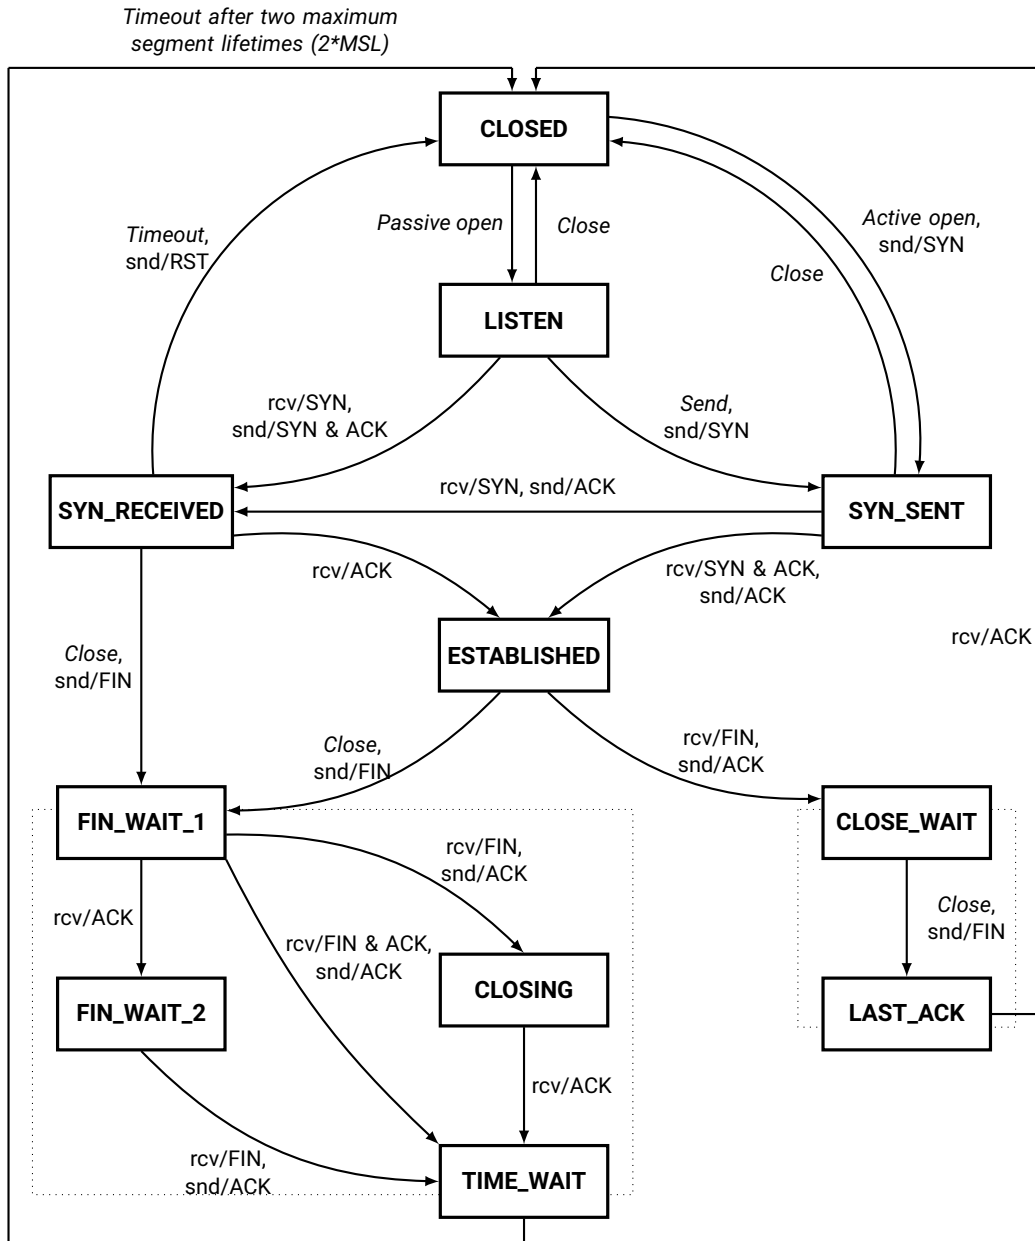 Timeout after two maximum
segment lifetimes (2*MSL)
CLOSED
Passive open
Close
Timeout,
snd/RST
Active open,
snd/SYN
Close
LISTEN
rcv/SYN,
snd/SYN & ACK
Send,
snd/SYN
SYN_RECEIVED
rcv/SYN, snd/ACK
SYN_SENT
rcv/ACK
rcv/SYN & ACK,
snd/ACK
ESTABLISHED
rcv/ACK
Close,
snd/FIN
Close,
snd/FIN
rcv/FIN,
snd/ACK
FIN_WAIT_1
CLOSE_WAIT
rcv/FIN,
snd/ACK
rcv/ACK
Close,
snd/FIN
rcv/FIN & ACK,
snd/ACK
CLOSING
FIN_WAIT_2
LAST_ACK
rcv/ACK
rcv/FIN,
snd/ACK
TIME_WAIT